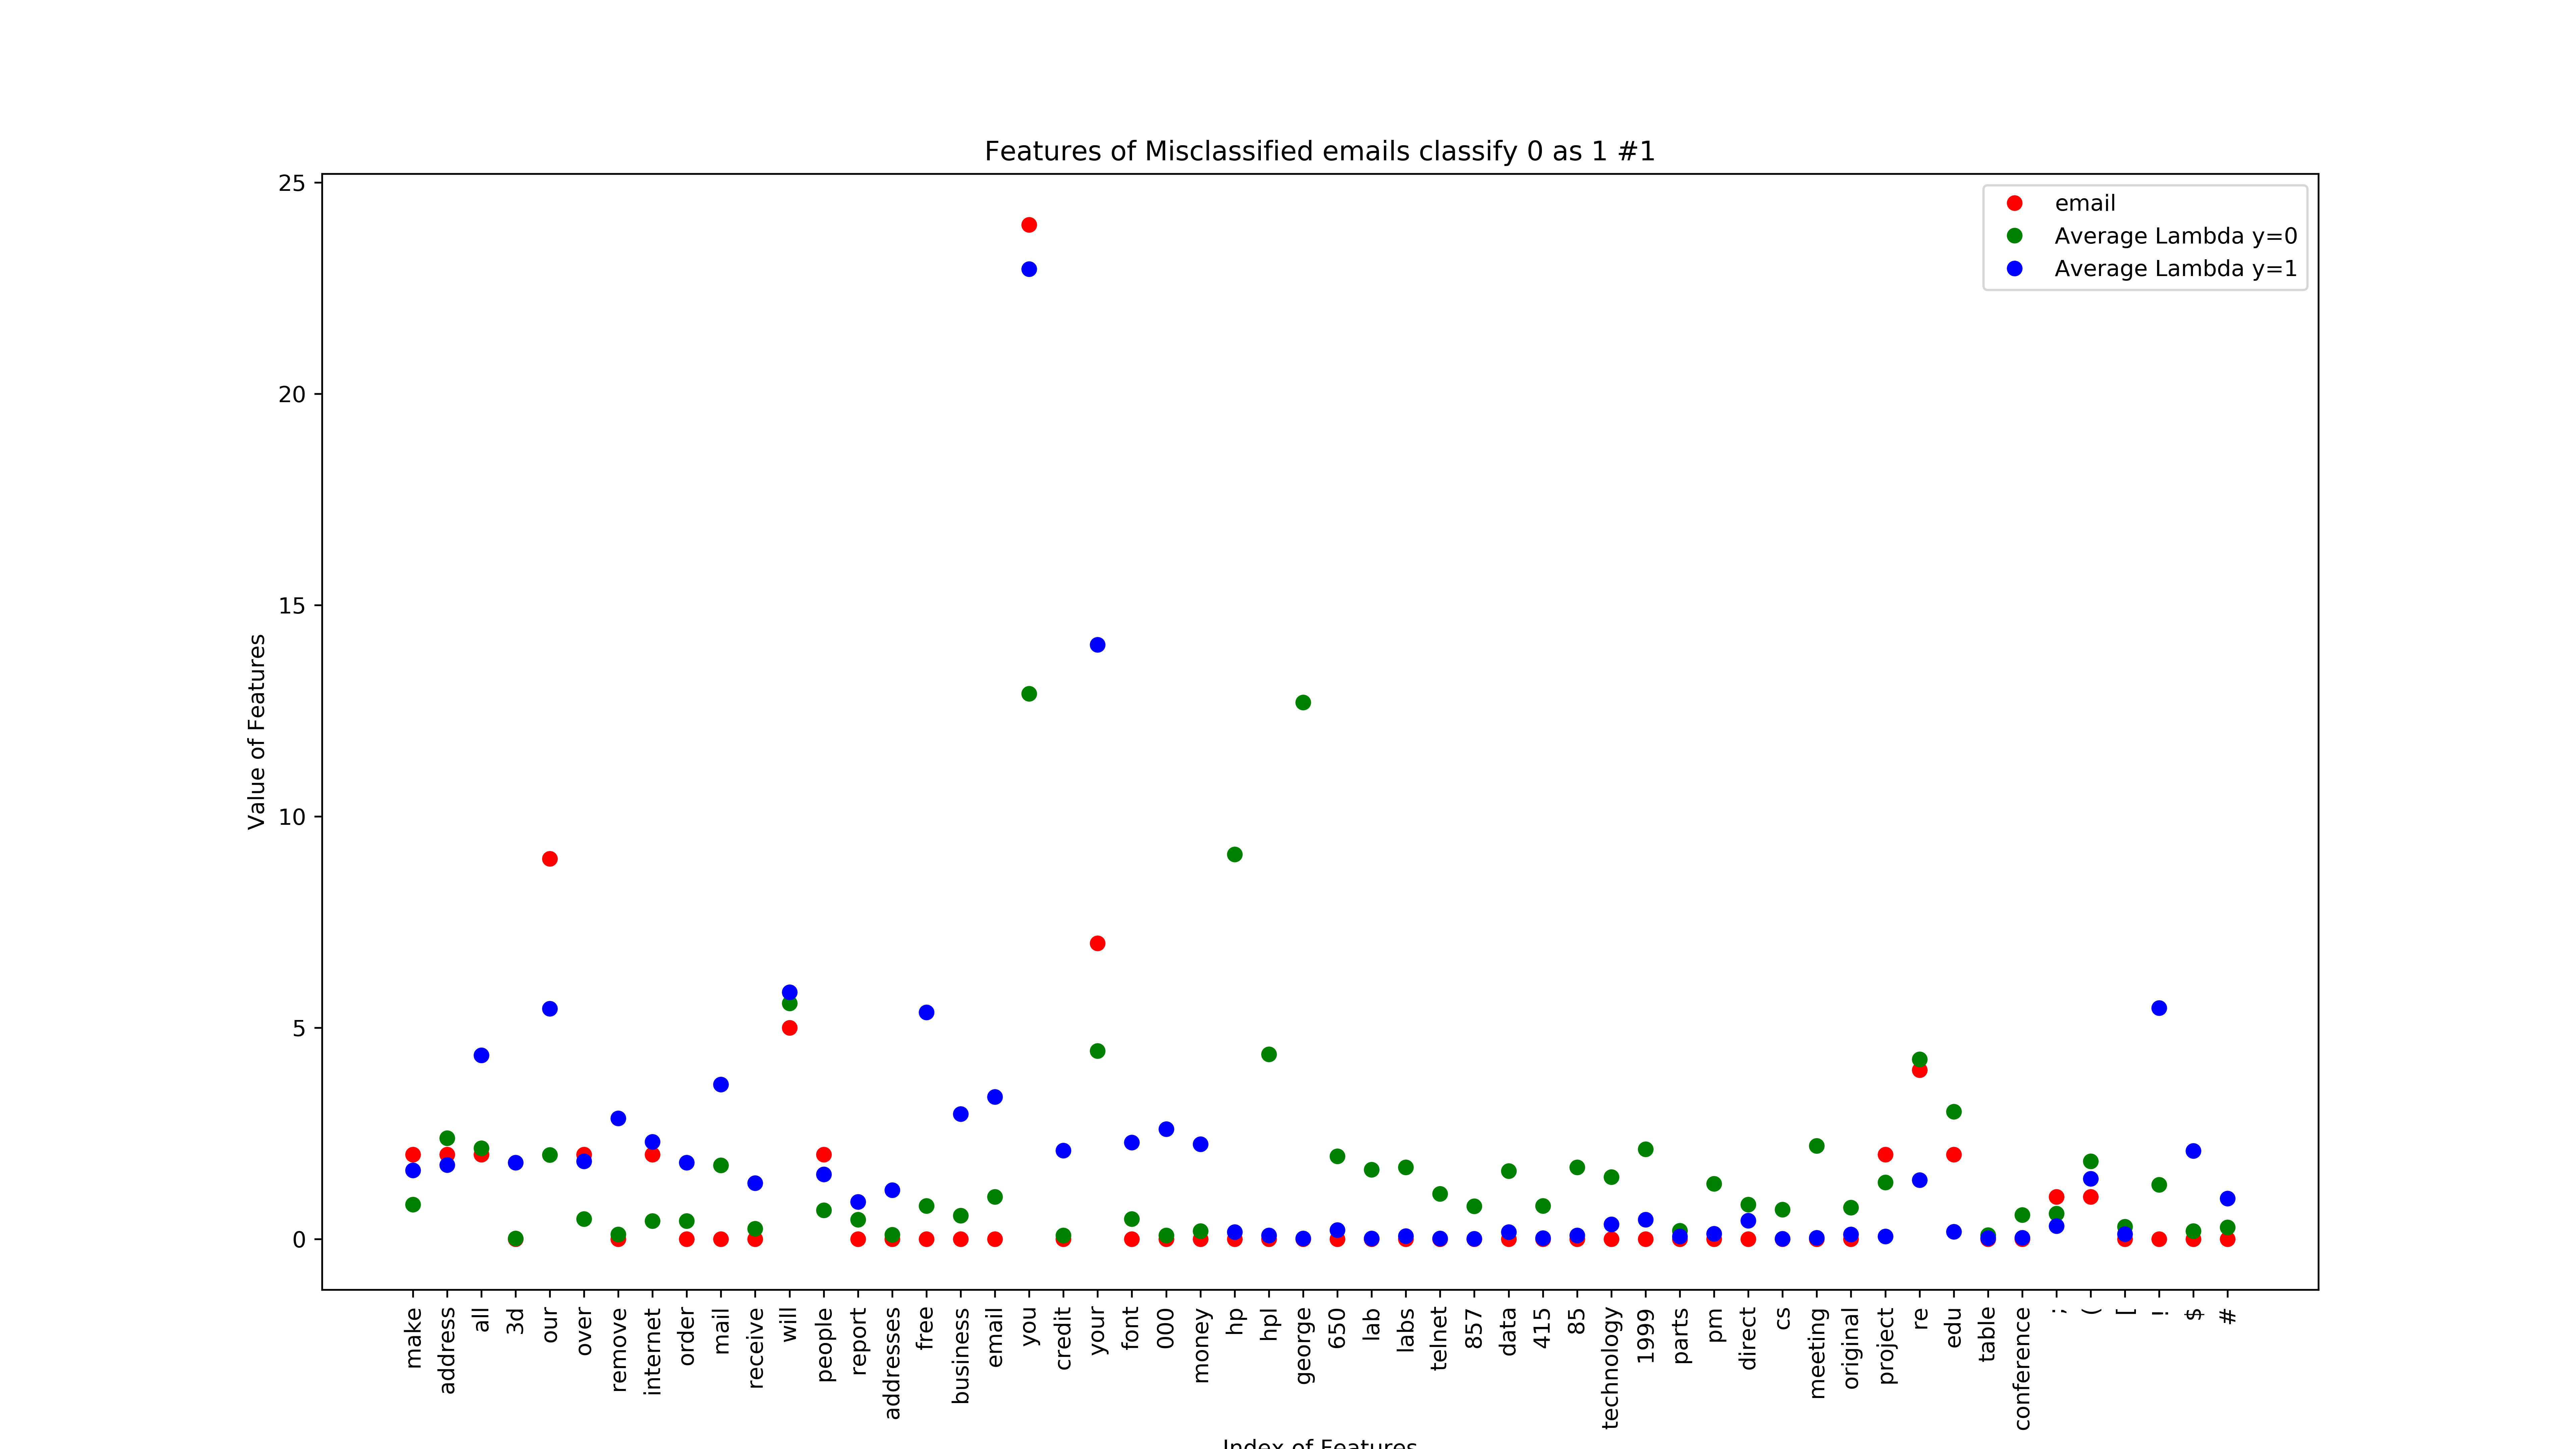 Features of Misclassified emails classify 0 as 1 #1
email
Average Lambda y=0
Average Lambda y=1
Value of Features
25
20
15
10
5
0
make
address
all
3d
our
over
remove
internet
order
mail
receive
will
people
report
addresses
free
business
email
you
credit
your
font
000
money
hp
hpl
george
650
lab
labs
telnet
857
data
415
85
technology
1999
parts
pm
direct
cs
meeting
original
project
re
edu
table
conference
;
(
[
!
$
#
Index of Features